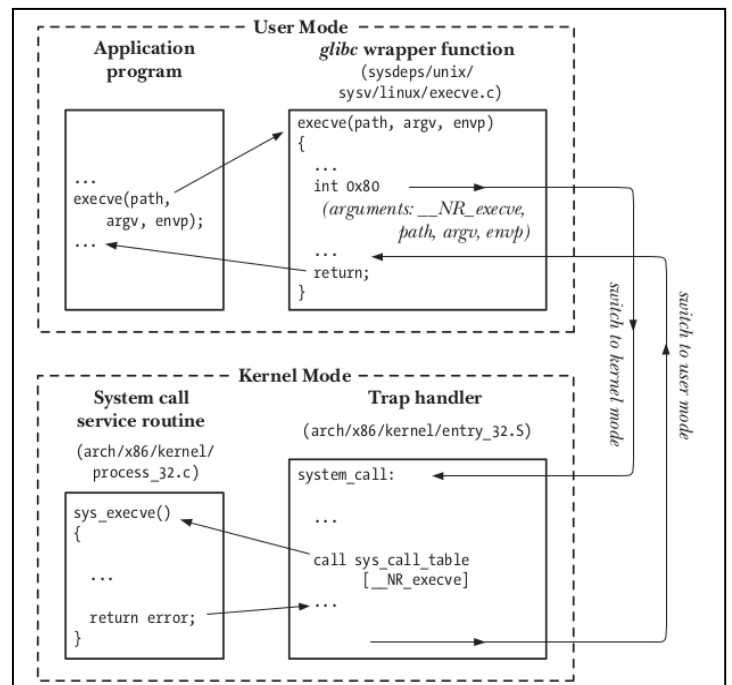 User Mode
Application
program
glibc wrapper function
(sysdeps/unix/
sysv/linux/execve.c)
...
execve(path,
argv, envp);
...
execve(path, argv, envp)
{
...
int 0x80
(arguments: __NR_execve,
path, argv, envp)
...
return;
}
switch to kernel mode
switch to user mode
Kernel Mode
System call
service routine
(arch/x86/kernel/
process_32.c)
Trap handler
(arch/x86/kernel/entry_32.S)
sys_execve()
{
...
return error;
}
system_call:
...
call sys_call_table
[__NR_execve]
...